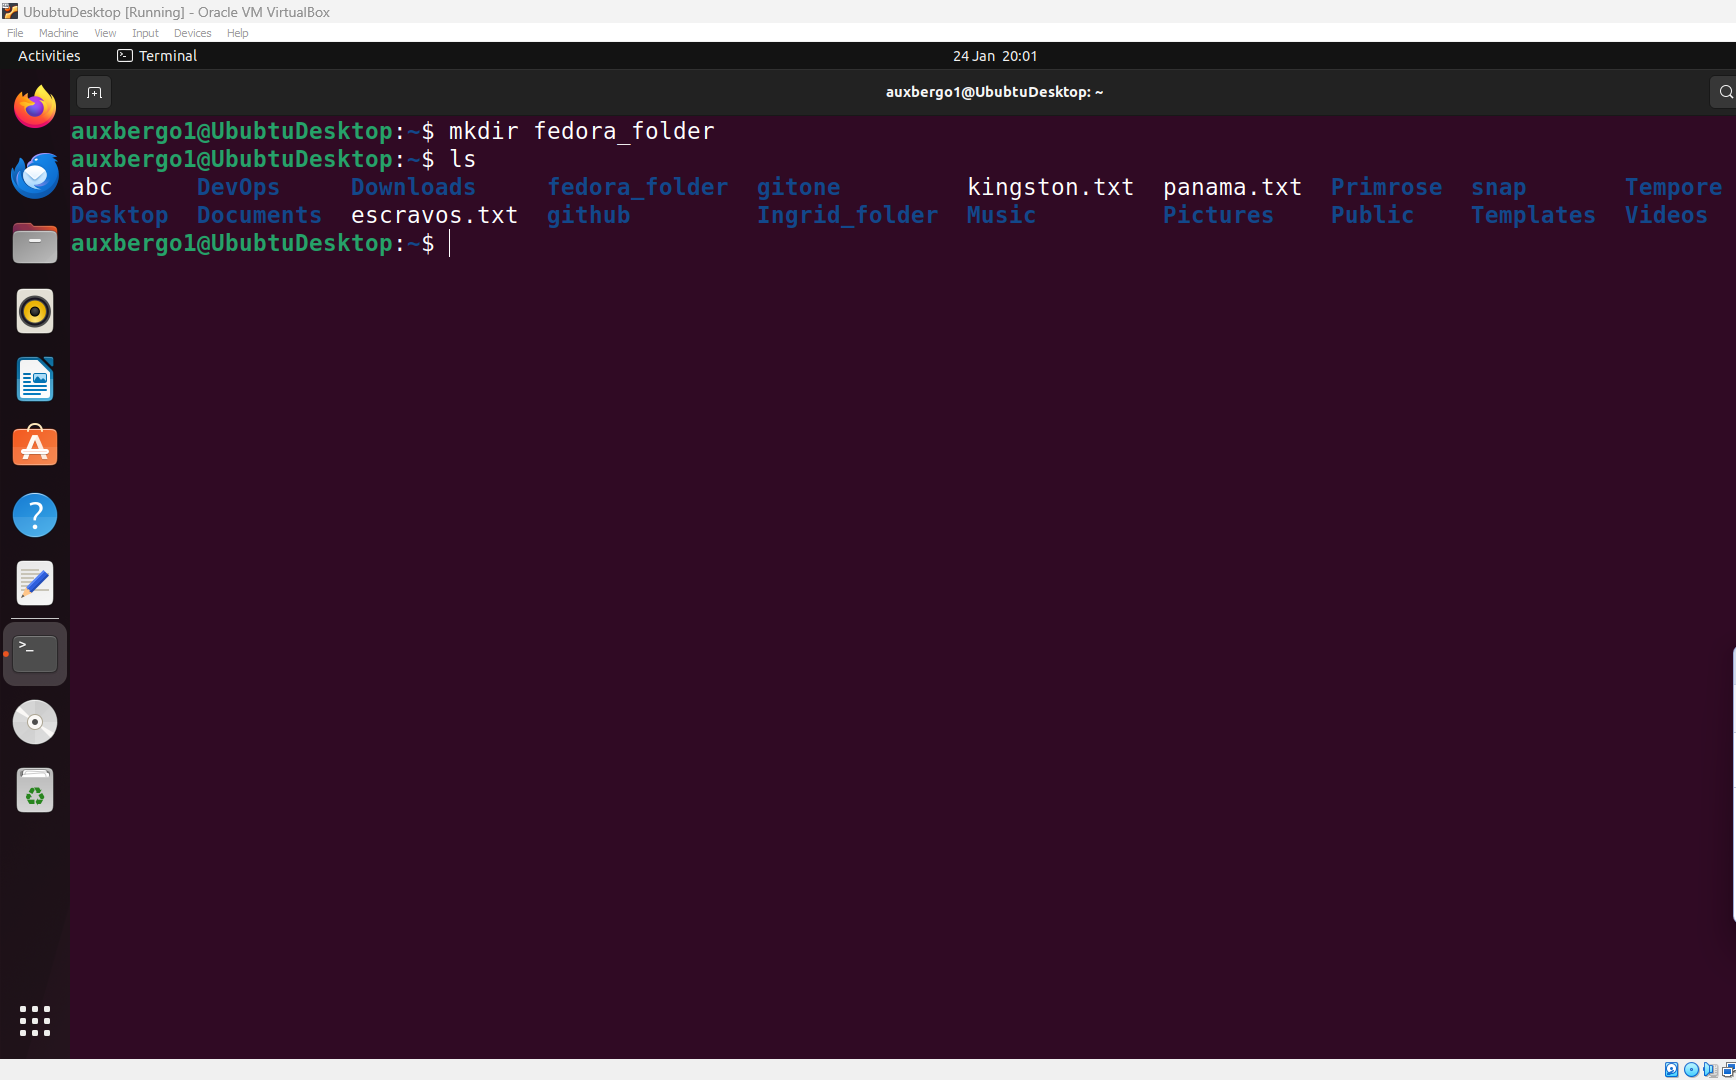 UbubtuDesktop [Running] - Oracle VM VirtualBox
File Machine View Input Devices Help
Activities Terminal 24 Jan 20:01
auxbergo1@UbubtuDesktop: ~
auxbergo1@UbubtuDesktop:~$ mkdir fedora_folder
auxbergo1@UbubtuDesktop:~$ ls
abc DevOps Downloads fedora_folder gitone kingston.txt panama.txt Primrose snap Tempore
Desktop Documents escravos.txt github Ingrid_folder Music Pictures Public Templates Videos
auxbergo1@UbubtuDesktop:~$